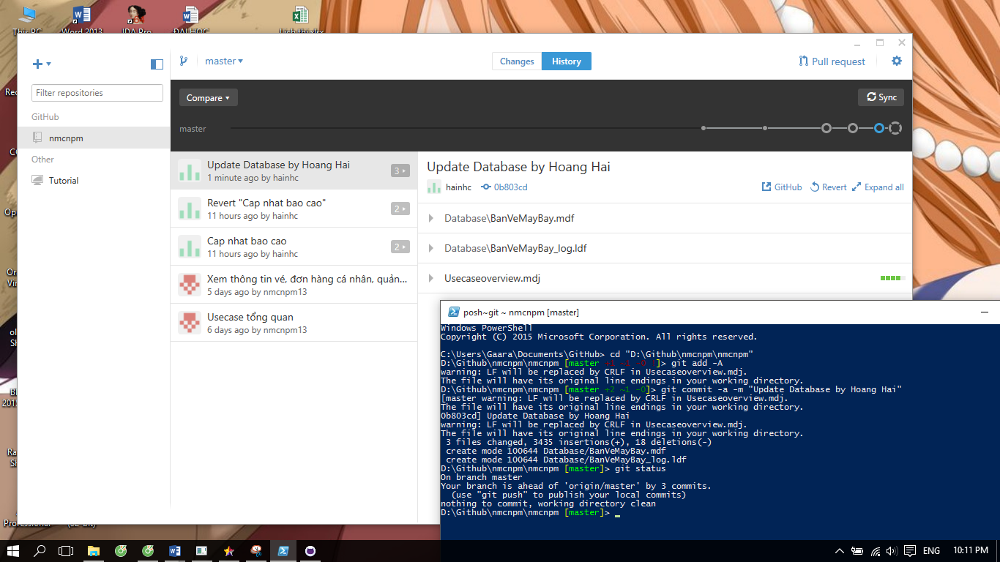 This PC
Word 2013
IDA Pro
ĐẠI HỌC
Lich thi.xlsx
master
Changes
History
Pull request
Filter repositories
GitHub
nmcnpm
Other
Tutorial
Compare
Sync
master
Update Database by Hoang Hai
1 minute ago by hainhc
3
Revert "Cap nhat bao cao"
11 hours ago by hainhc
2
Cap nhat bao cao
11 hours ago by hainhc
2
Xem thông tin vé, đơn hàng cá nhân, quản...
5 days ago by nmcnpm13
Usecase tổng quan
6 days ago by nmcnpm13
Update Database by Hoang Hai
hainhc
0b803cd
GitHub
Revert
Expand all
Database\BanVeMayBay.mdf
Database\BanVeMayBay_log.ldf
Usecaseoverview.mdj
posh~git ~ nmcnpm [master]
Windows PowerShell
Copyright (C) 2015 Microsoft Corporation. All rights reserved.
C:\Users\Gaara\Documents\GitHub> cd "D:\Github\nmcnpm\nmcnpm"
D:\Github\nmcnpm\nmcnpm [master +1 ~1 -0 !]> git add -A
warning: LF will be replaced by CRLF in Usecaseoverview.mdj.
The file will have its original line endings in your working directory.
D:\Github\nmcnpm\nmcnpm [master +2 ~1 -0]> git commit -a -m "Update Database by Hoang Hai"
[master warning: LF will be replaced by CRLF in Usecaseoverview.mdj.
The file will have its original line endings in your working directory.
0b803cd] Update Database by Hoang Hai
warning: LF will be replaced by CRLF in Usecaseoverview.mdj.
The file will have its original line endings in your working directory.
3 files changed, 3435 insertions(+), 18 deletions(-)
create mode 100644 Database/BanVeMayBay.mdf
create mode 100644 Database/BanVeMayBay_log.ldf
D:\Github\nmcnpm\nmcnpm [master]> git status
On branch master
Your branch is ahead of 'origin/master' by 3 commits.
(use "git push" to publish your local commits)
nothing to commit, working directory clean
D:\Github\nmcnpm\nmcnpm [master]>
ENG
10:11 PM